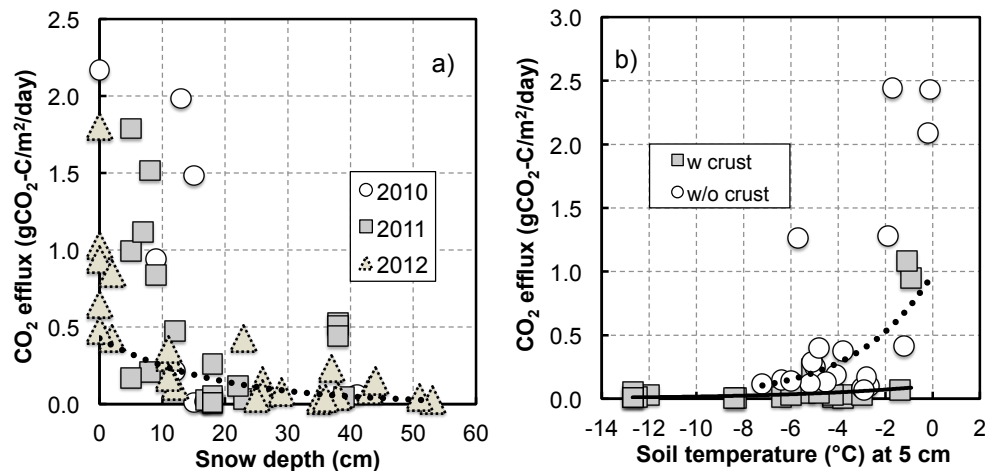 a)
CO2 efflux (gCO2-C/m2/day)
2.5
2.0
1.5
1.0
0.5
0.0
2010
2011
2012
0 10 20 30 40 50 60
Snow depth (cm)
b)
CO2 efflux (gCO2-C/m2/day)
3.0
2.5
2.0
1.5
1.0
0.5
0.0
w crust
w/o crust
-14 -12 -10 -8 -6 -4 -2 0 2
Soil temperature (°C) at 5 cm